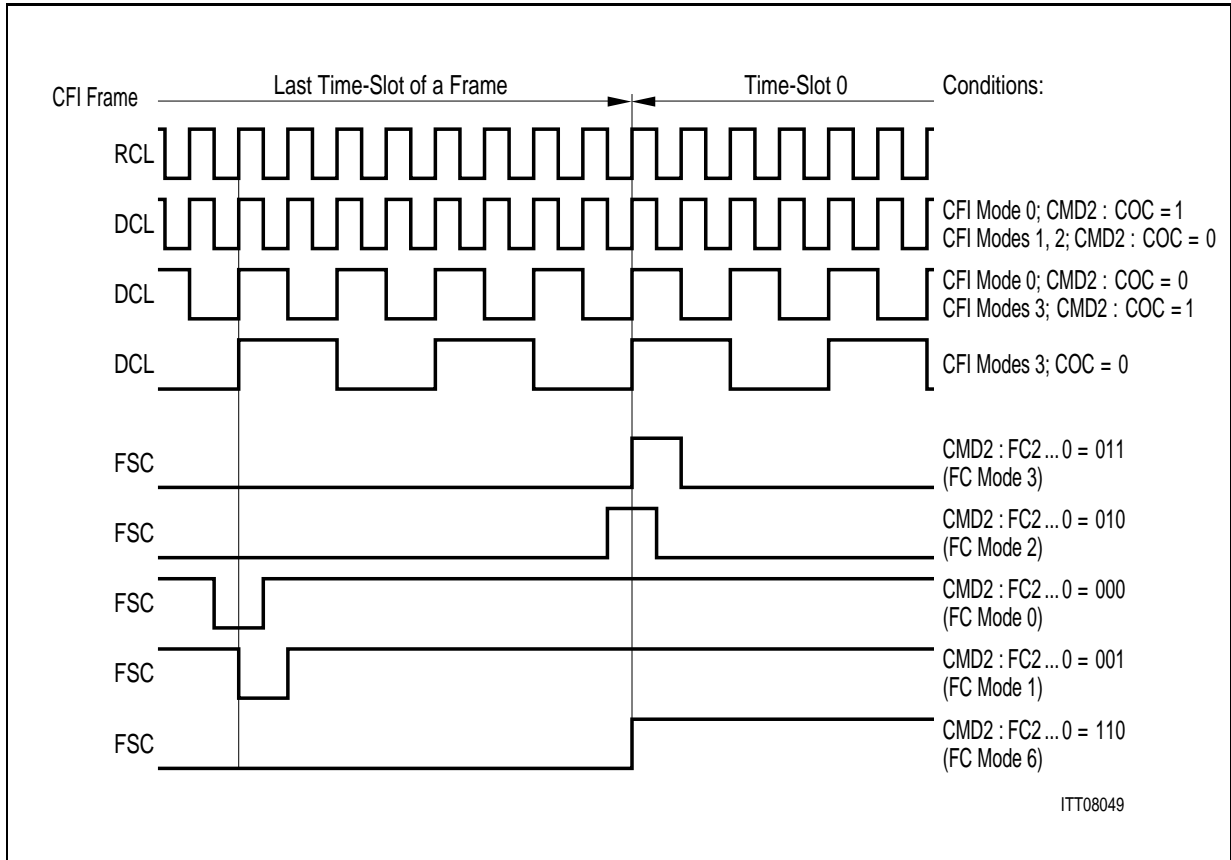 CFI Frame Last Time-Slot of a Frame Time-Slot 0 Conditions:
RCL
DCL CFI Mode 0; CMD2 : COC = 1
CFI Modes 1, 2; CMD2 : COC = 0
DCL CFI Mode 0; CMD2 : COC = 0
CFI Modes 3; CMD2 : COC = 1
DCL CFI Modes 3; COC = 0
FSC CMD2 : FC2 ... 0 = 011
(FC Mode 3)
FSC CMD2 : FC2 ... 0 = 010
(FC Mode 2)
FSC CMD2 : FC2 ... 0 = 000
(FC Mode 0)
FSC CMD2 : FC2 ... 0 = 001
(FC Mode 1)
FSC CMD2 : FC2 ... 0 = 110
(FC Mode 6)
ITT08049